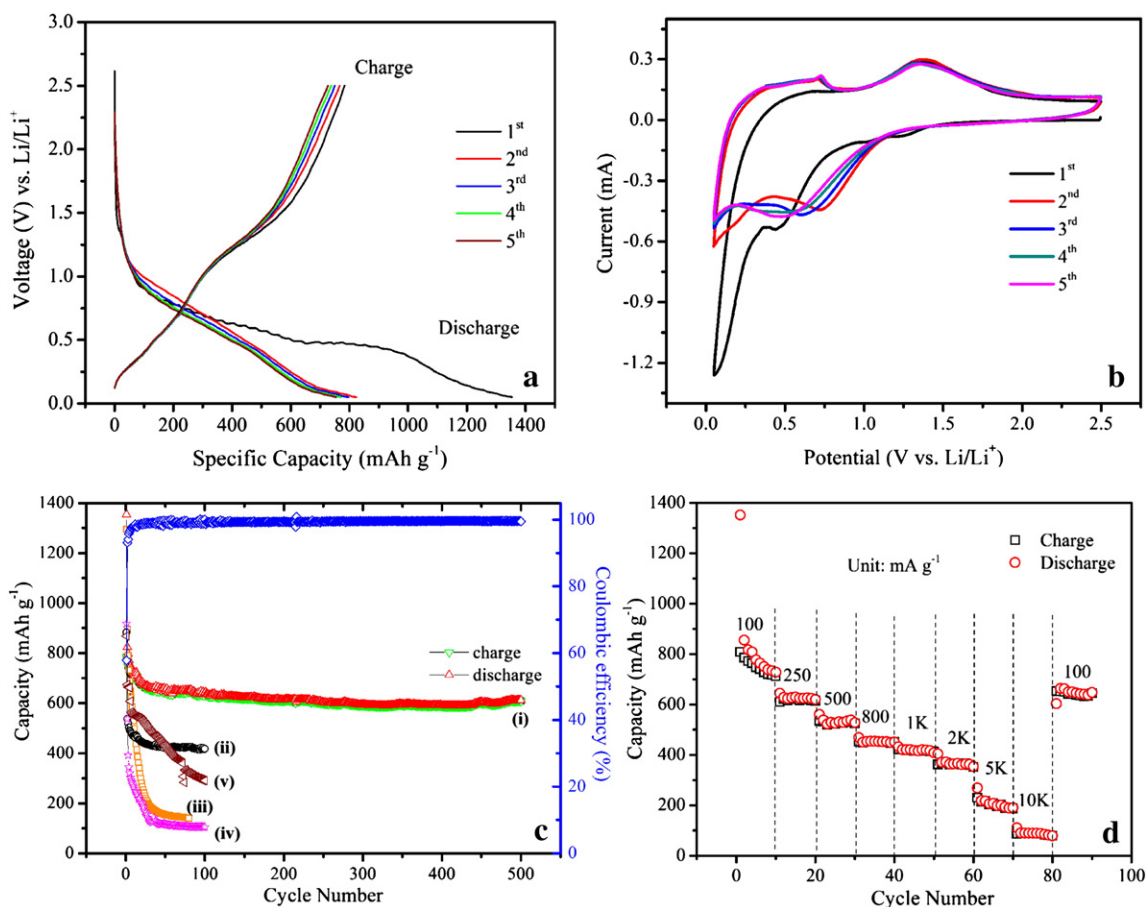 3.0
2.5
2.0
1.5
1.0
0.5
0.0
Voltage (V) vs. Li/Li⁺
Charge
1ˢᵗ
2ⁿᵈ
3ʳᵈ
4ᵗʰ
5ᵗʰ
Discharge
a
0 200 400 600 800 1000 1200 1400
Specific Capacity (mAh g⁻¹)
0.3
0.0
-0.3
-0.6
-0.9
-1.2
Current (mA)
1ˢᵗ
2ⁿᵈ
3ʳᵈ
4ᵗʰ
5ᵗʰ
b
0.0 0.5 1.0 1.5 2.0 2.5
Potential (V vs. Li/Li⁺)
1400
1200
1000
800
600
400
200
0
Capacity (mAh g⁻¹)
charge
discharge
(i)
(ii)
(v)
(iii)
(iv)
c
100
80
60
40
20
0
Coulombic efficiency (%)
0 100 200 300 400 500
Cycle Number
1400
1200
1000
800
600
400
200
0
Capacity (mAh g⁻¹)
Charge
Discharge
Unit: mA g⁻¹
100
250
500
800
1K
2K
5K
10K
100
d
0 20 40 60 80 100
Cycle Number